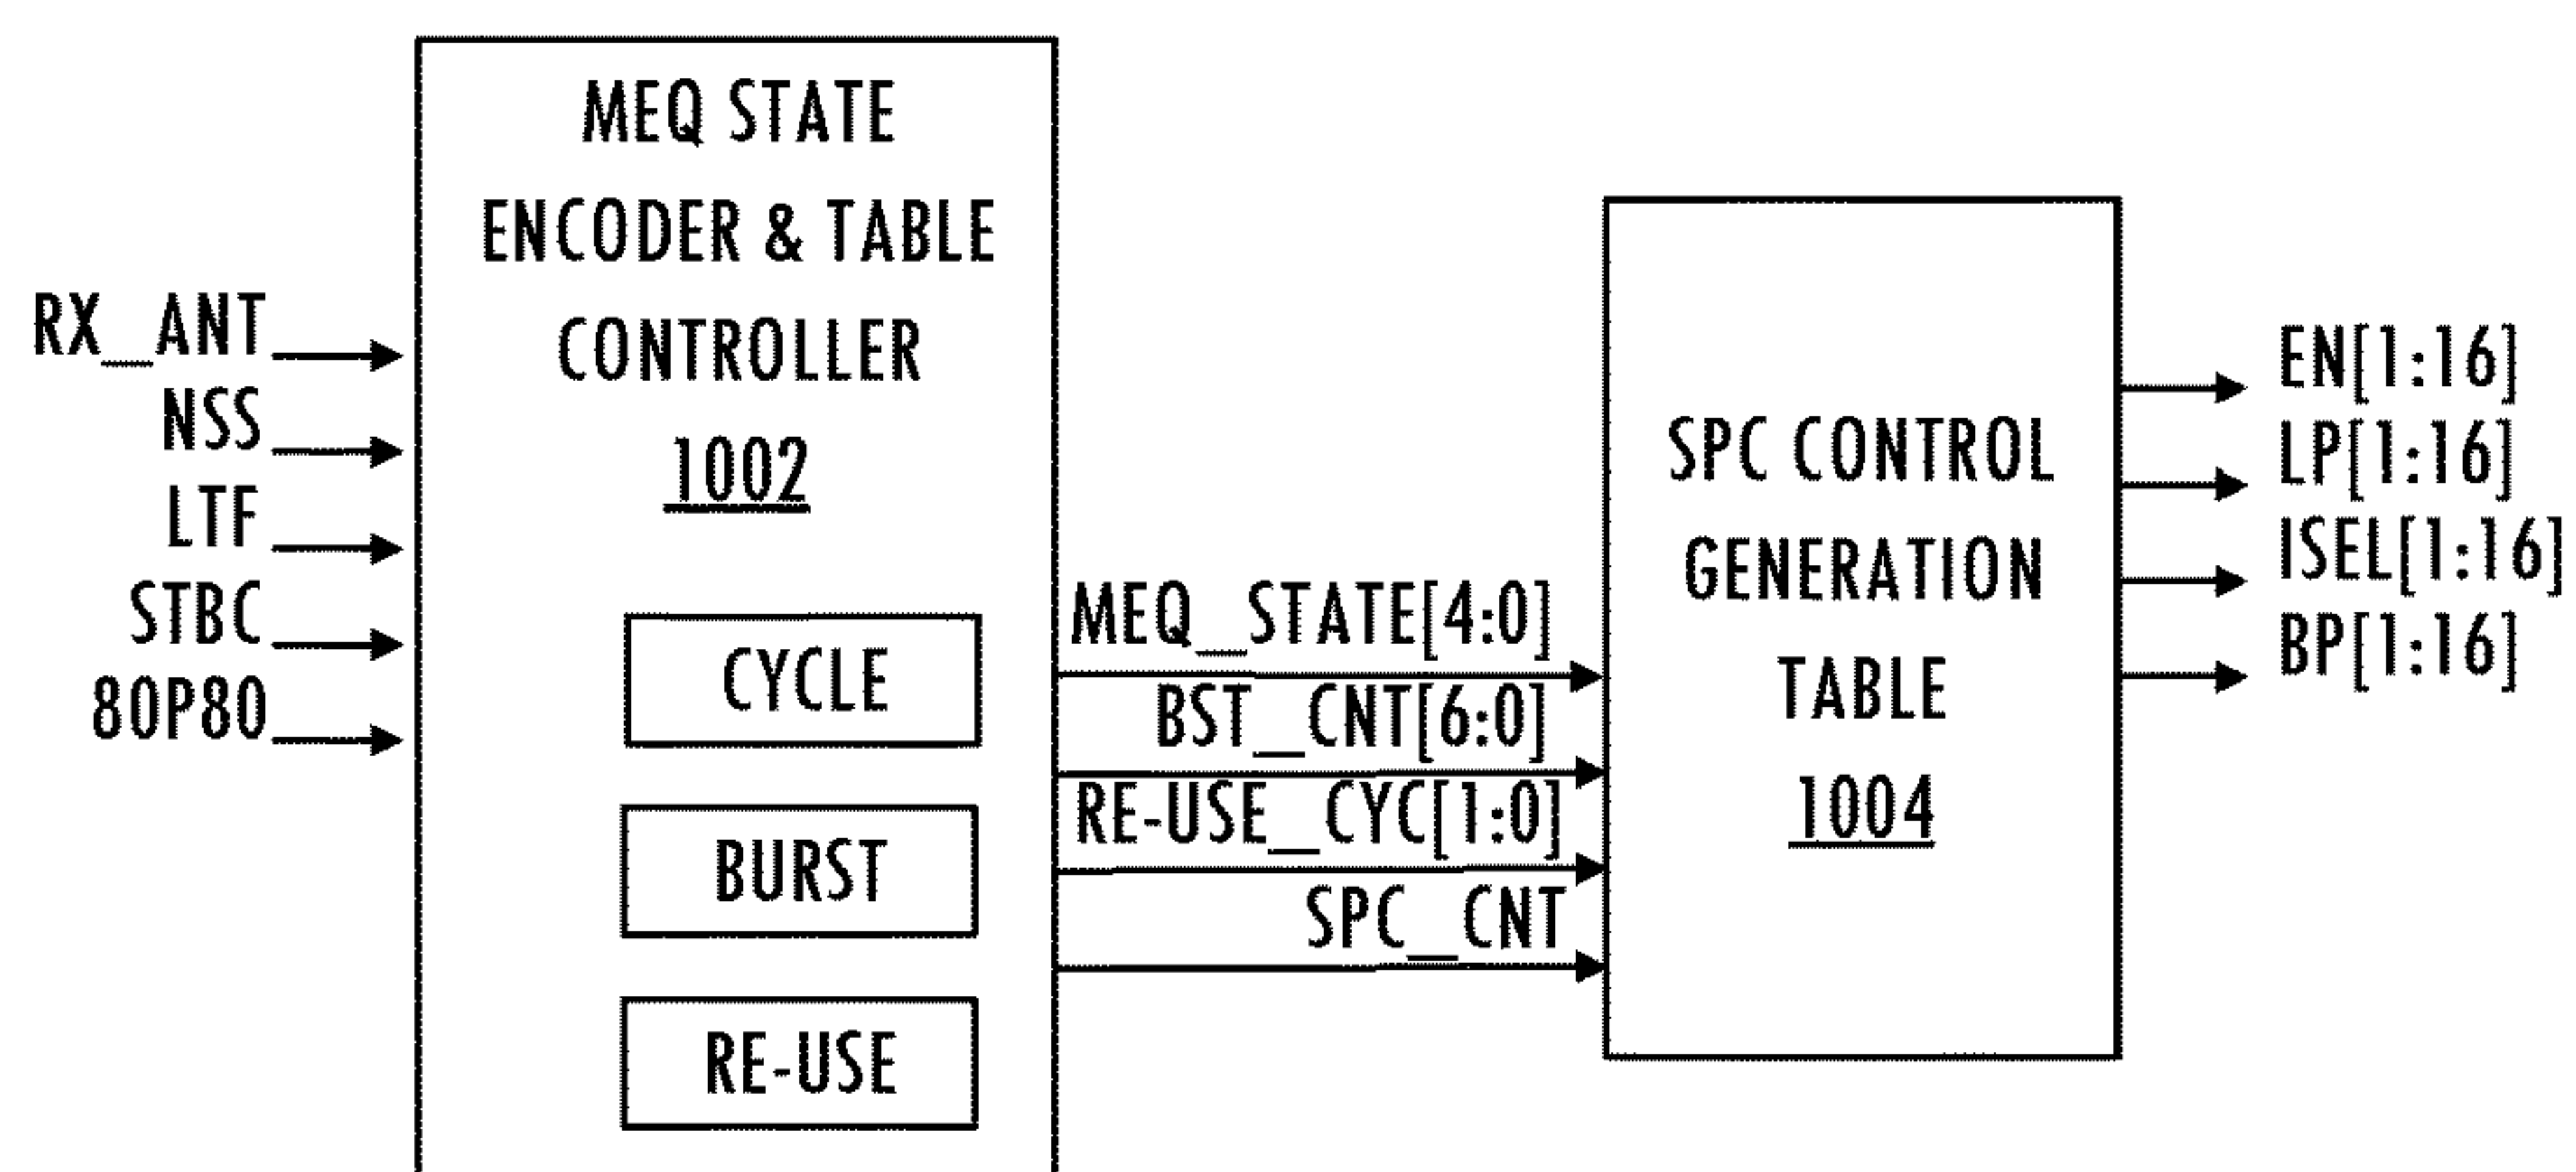 MEQ STATE
ENCODER & TABLE
CONTROLLER
1002
RX_ANT
NSS
LTF
STBC
80P80
CYCLE
BURST
RE-USE
MEQ_STATE[4:0]
BST_CNT[6:0]
RE-USE_CYC[1:0]
SPC_CNT
SPC CONTROL
GENERATION
TABLE
1004
EN[1:16]
LP[1:16]
ISEL[1:16]
BP[1:16]